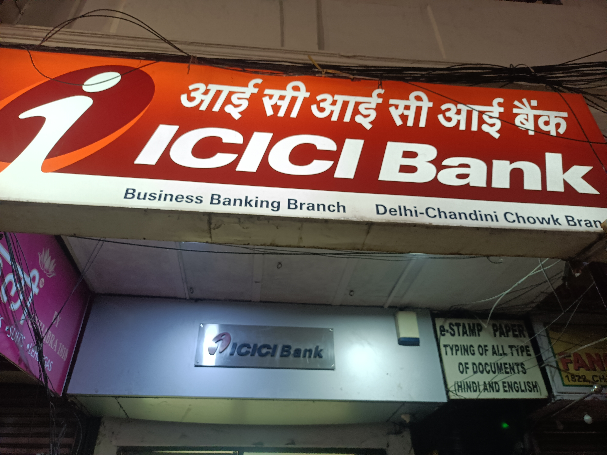 आई सी आई सी आई बैंक
ICICI Bank
Business Banking Branch Delhi-Chandini Chowk Bran
ICICI Bank
e-STAMP PAPER
TYPING OF ALL TYPE
OF DOCUMENTS
(HINDI AND ENGLISH)